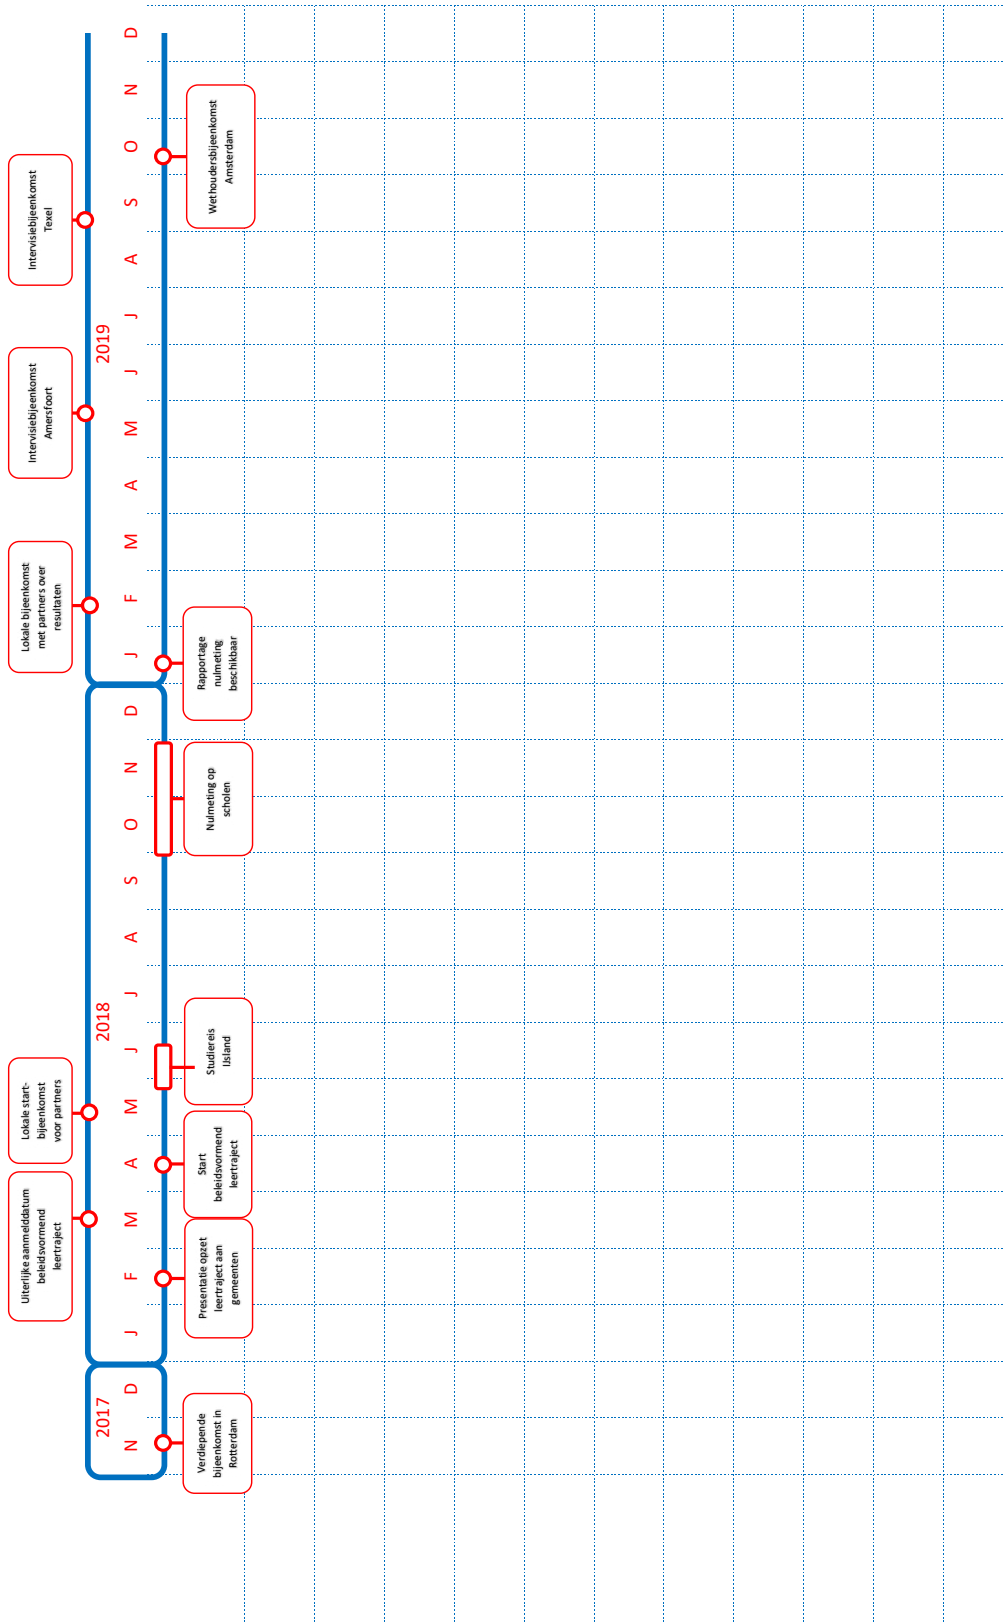 Uiterlijke aanmelddatum
beleidsvormend
leertraject
Lokale start-
bijeenkomst
voor partners
Lokale bijeenkomst
met partners over
resultaten
Intervisiebijeenkomst
Amersfoort
Intervisiebijeenkomst
Texel
2017
2018
2019
N D J F M A M J J A S O N D J F M A M J J A S O N D
Verdiepende
bijeenkomst in
Rotterdam
Presentatie opzet
leertraject aan
gemeenten
Start
beleidsvormend
leertraject
Studiereis
IJsland
Nulmeting op
scholen
Rapportage
nulmeting
beschikbaar
Wethoudersbijeenkomst
Amsterdam